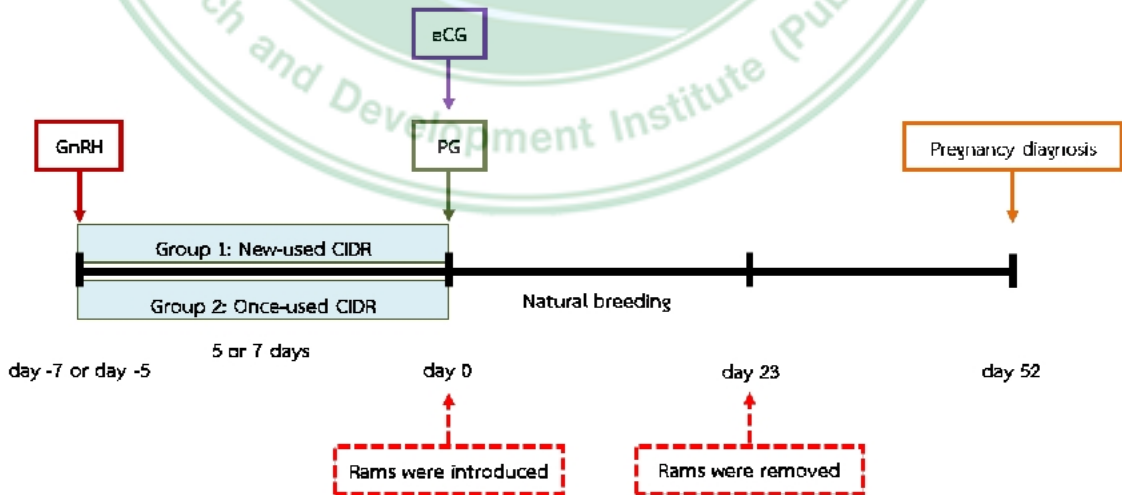 ch and Development Institute (Pub
eCG
GnRH
PG
Pregnancy diagnosis
Group 1: New-used CIDR
Group 2: Once-used CIDR
Natural breeding
5 or 7 days
day -7 or day -5
day 0
day 23
day 52
Rams were introduced
Rams were removed